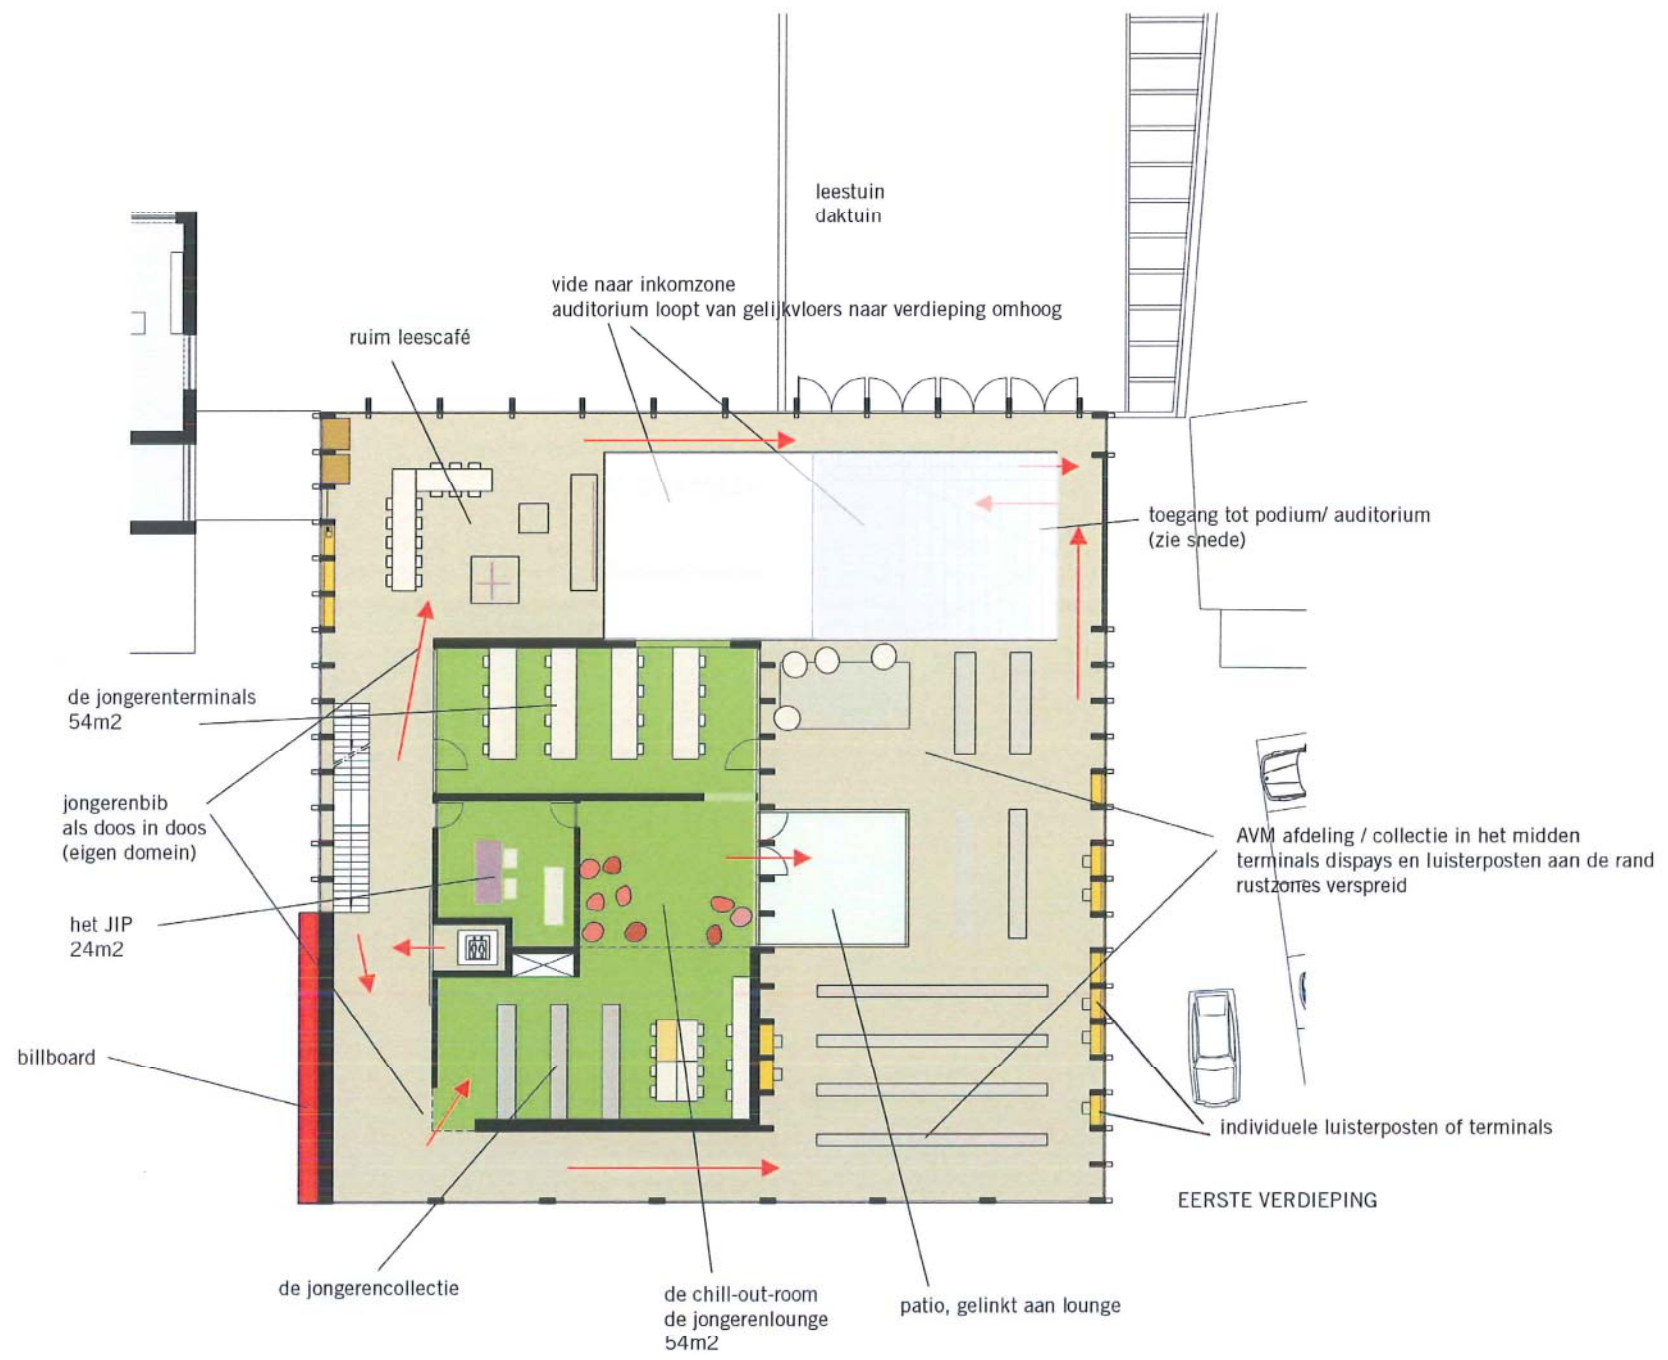 leestuin
daktuin
vide naar inkomzone
auditorium loopt van gelijkvloers naar verdieping omhoog
ruim leescafé
toegang tot podium/ auditorium
(zie snede)
de jongerenterminals
54m2
jongerenbib
als doos in doos
(eigen domein)
AVM afdeling / collectie in het midden
terminals dispays en luisterposten aan de rand
rustzones verspreid
het JIP
24m2
billboard
individuele luisterposten of terminals
EERSTE VERDIEPING
de jongerencollectie
de chill-out-room
de jongerenlounge
54m2
patio, gelinkt aan lounge